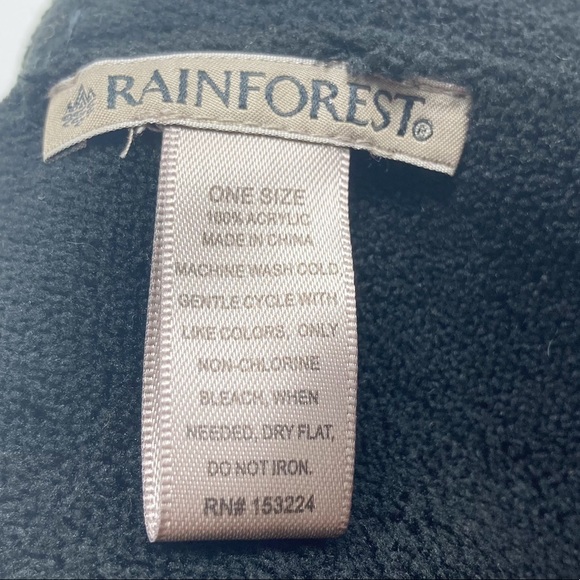 RAINFOREST®
ONE SIZE
100% ACRYLIC
MADE IN CHINA
MACHINE WASH COLD
GENTLE CYCLE WITH
LIKE COLORS, ONLY
NON-CHLORINE
BLEACH, WHEN
NEEDED, DRY FLAT,
DO NOT IRON.
RN# 153224